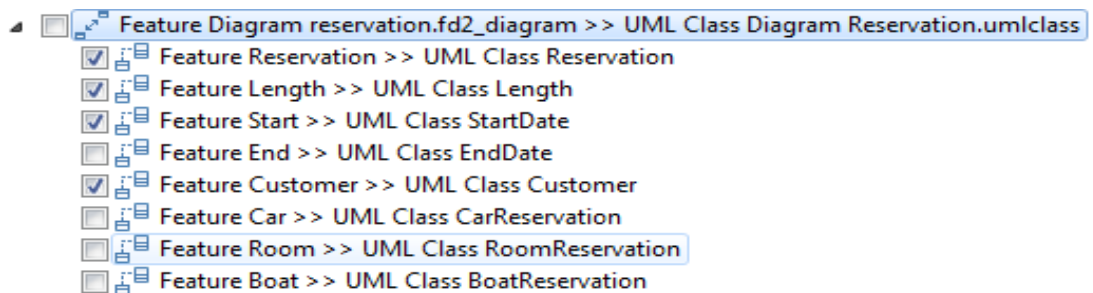 Feature Diagram reservation.fd2_diagram >> UML Class Diagram Reservation.umlclass
Feature Reservation >> UML Class Reservation
Feature Length >> UML Class Length
Feature Start >> UML Class StartDate
Feature End >> UML Class EndDate
Feature Customer >> UML Class Customer
Feature Car >> UML Class CarReservation
Feature Room >> UML Class RoomReservation
Feature Boat >> UML Class BoatReservation